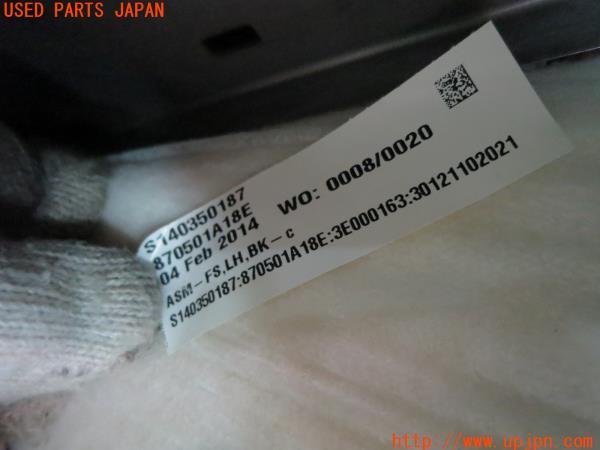 USED PARTS JAPAN
S140350187
870501A18E
04 Feb 2014 WO: 0008/0020
ASM-FS,LH,BK-c
S140350187:870501A18E:3E000163:30121102021
http://www.upjpn.com